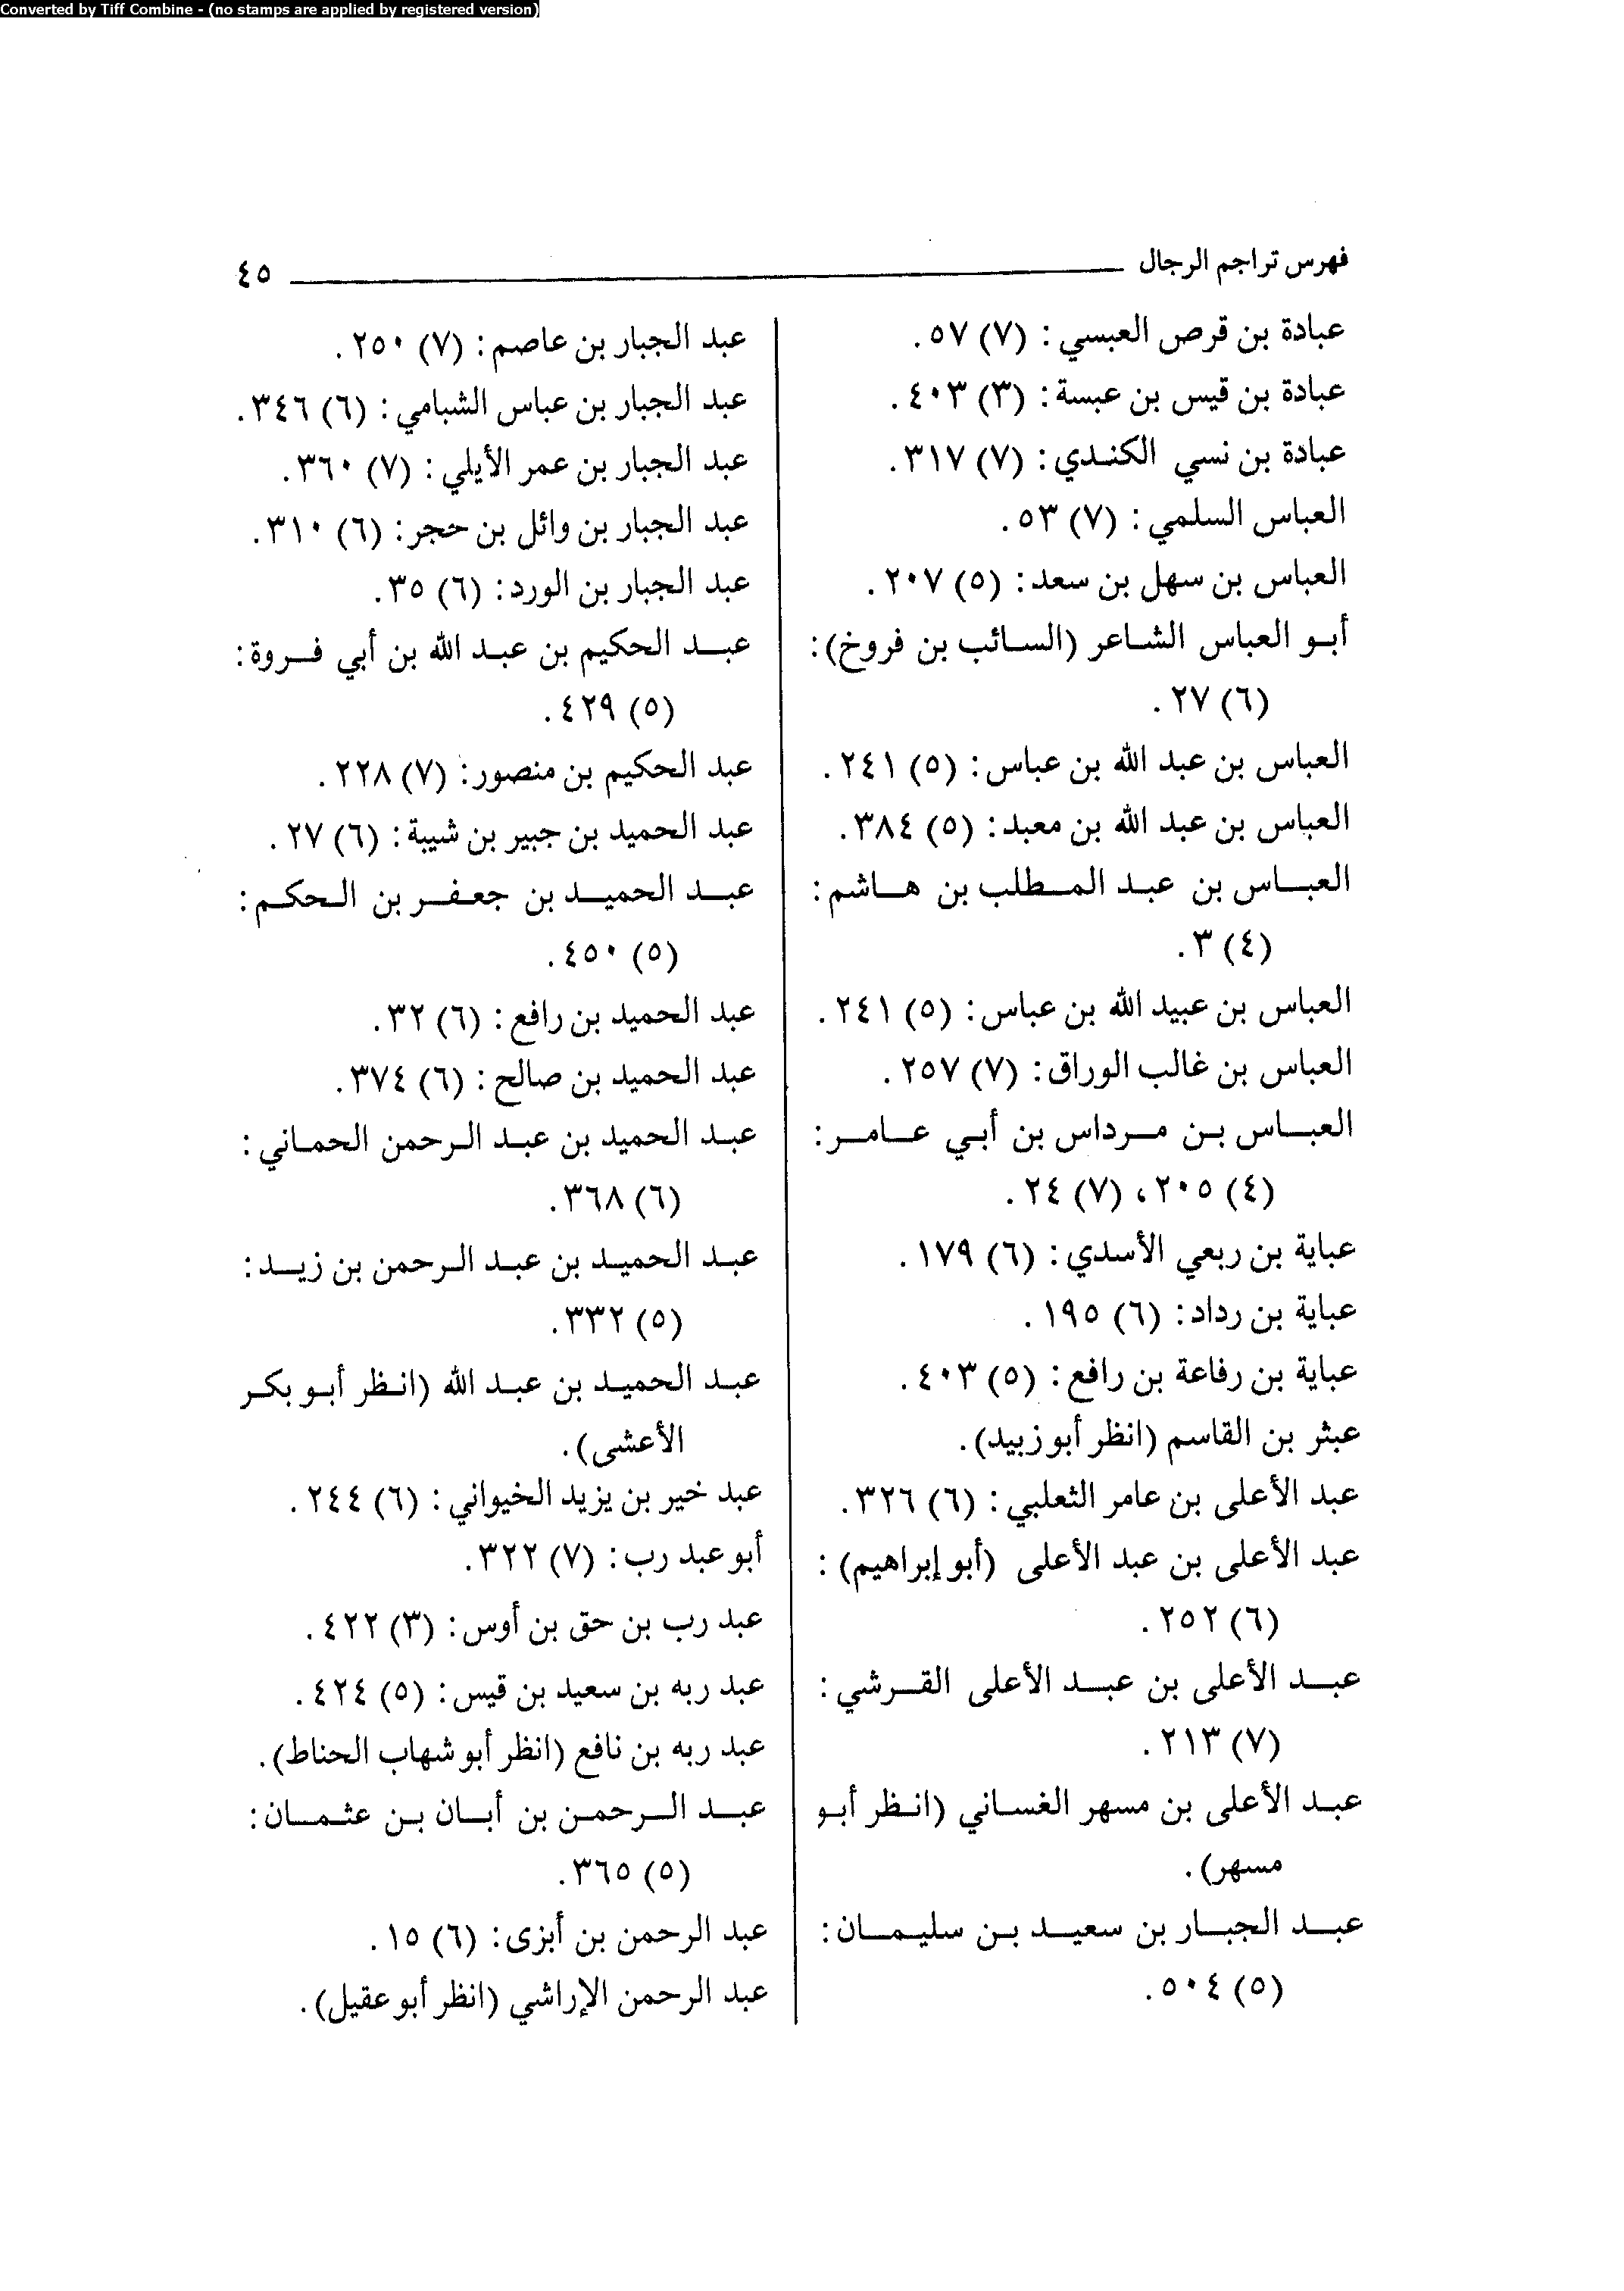 Converted by Tiff Combine - (no stamps are applied by registered version)
فهرس تراجم الرجال ٤٥
عبادة بن قرص العبسي: (٧) ٥٧.
عبادة بن قيس بن عبسة: (٣) ٤٠٣.
عبادة بن نسي الكندي: (٧) ٣١٧.
العباس السلمي: (٧) ٥٣.
العباس بن سهل بن سعد: (٥) ٢٠٧.
أبو العباس الشاعر (السائب بن فروخ):
(٦) ٢٧.
العباس بن عبد الله بن عباس: (٥) ٢٤١.
العباس بن عبد الله بن معبد: (٥) ٣٨٤.
العباس بن عبد المطلب بن هاشم:
(٤) ٣.
العباس بن عبيد الله بن عباس: (٥) ٢٤١.
العباس بن غالب الوراق: (٧) ٢٥٧.
العباس بن مرداس بن أبي عامر:
(٤) ٢٠٥، (٧) ٢٤.
عباية بن ربعي الأسدي: (٦) ١٧٩.
عباية بن رداد: (٦) ١٩٥.
عباية بن رفاعة بن رافع: (٥) ٤٠٣.
عبثر بن القاسم (انظر أبو زبيد).
عبد الأعلى بن عامر الثعلبي: (٦) ٣٢٦.
عبد الأعلى بن عبد الأعلى (أبو إبراهيم):
(٦) ٢٥٢.
عبد الأعلى بن عبد الأعلى القرشي:
(٧) ٢١٣.
عبد الأعلى بن مسهر الغساني (انظر أبو
مسهر).
عبد الجبار بن سعيد بن سليمان:
(٥) ٥٠٤.
عبد الجبار بن عاصم: (٧) ٢٥٠.
عبد الجبار بن عباس الشبامي: (٦) ٣٤٦.
عبد الجبار بن عمر الأيلي: (٧) ٣٦٠.
عبد الجبار بن وائل بن حجر: (٦) ٣١٠.
عبد الجبار بن الورد: (٦) ٣٥.
عبد الحكيم بن عبد الله بن أبي فروة:
(٥) ٤٢٩.
عبد الحكيم بن منصور: (٧) ٢٢٨.
عبد الحميد بن جبير بن شيبة: (٦) ٢٧.
عبد الحميد بن جعفر بن الحكم:
(٥) ٤٥٠.
عبد الحميد بن رافع: (٦) ٣٢.
عبد الحميد بن صالح: (٦) ٣٧٤.
عبد الحميد بن عبد الرحمن الحماني:
(٦) ٣٦٨.
عبد الحميد بن عبد الرحمن بن زيد:
(٥) ٣٣٢.
عبد الحميد بن عبد الله (انظر أبو بكر
الأعشى).
عبد خير بن يزيد الخيواني: (٦) ٢٤٤.
أبو عبد رب: (٧) ٣٢٢.
عبد رب بن حق بن أوس: (٣) ٤٢٢.
عبد ربه بن سعيد بن قيس: (٥) ٤٢٤.
عبد ربه بن نافع (انظر أبو شهاب الحناط).
عبد الرحمن بن أبان بن عثمان:
(٥) ٣٦٥.
عبد الرحمن بن أبزى: (٦) ١٥.
عبد الرحمن الإراشي (انظر أبو عقيل).